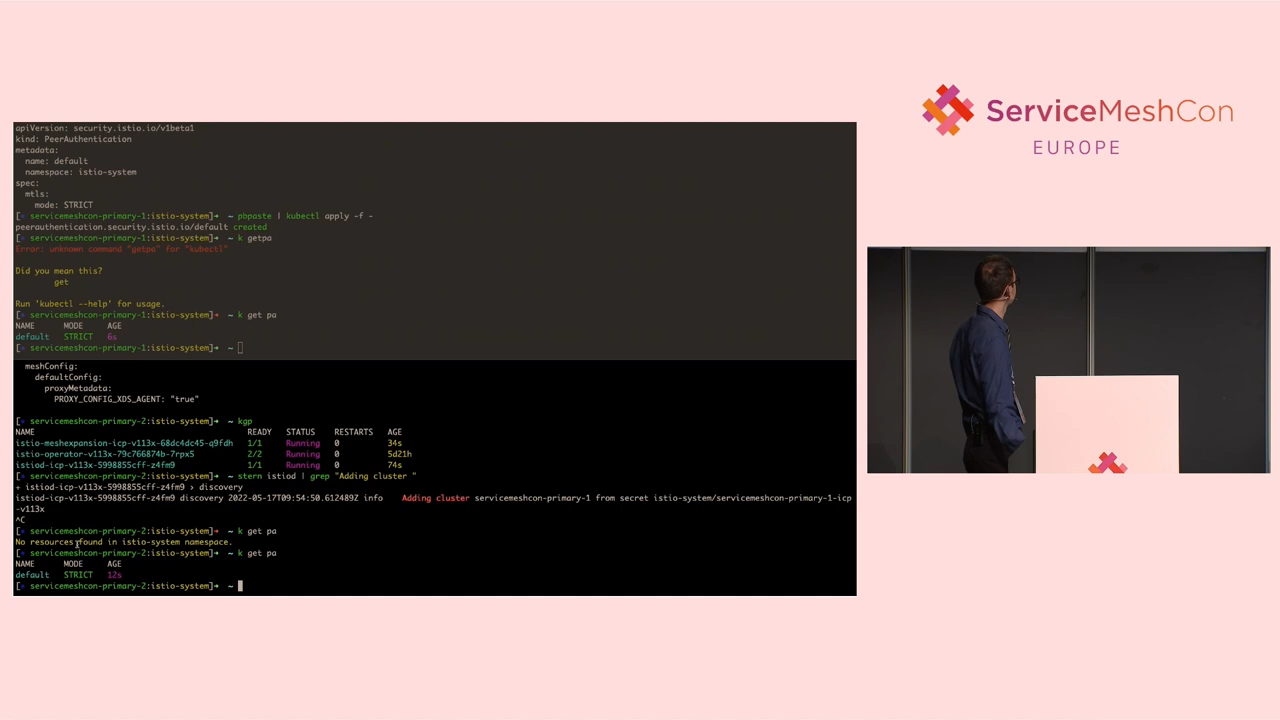 apiVersion: security.istio.io/v1beta1
kind: PeerAuthentication
metadata:
  name: default
  namespace: istio-system
spec:
  mtls:
    mode: STRICT
[ servicemeshcon-primary-1:istio-system]➜  ~ pbpaste | kubectl apply -f -
peerauthentication.security.istio.io/default created
[ servicemeshcon-primary-1:istio-system]➜  ~ k getpa
Error: unknown command "getpa" for "kubectl"
Did you mean this?
        get
Run 'kubectl --help' for usage.
[ servicemeshcon-primary-1:istio-system]➜  ~ k get pa
NAME      MODE     AGE
default   STRICT   6s
[ servicemeshcon-primary-1:istio-system]➜  ~
  meshConfig:
    defaultConfig:
      proxyMetadata:
        PROXY_CONFIG_XDS_AGENT: "true"
[ servicemeshcon-primary-2:istio-system]➜  ~ kgp
NAME                                        READY   STATUS    RESTARTS   AGE
istio-meshexpansion-icp-v113x-68dc4dc45-q9fdh   1/1     Running   0          34s
istio-operator-v113x-79c766874b-7rpx5       2/2     Running   0          5d21h
istiod-icp-v113x-5998855cff-z4fm9           1/1     Running   0          74s
[ servicemeshcon-primary-2:istio-system]➜  ~ stern istiod | grep "Adding cluster "
+ istiod-icp-v113x-5998855cff-z4fm9 › discovery
istiod-icp-v113x-5998855cff-z4fm9 discovery 2022-05-17T09:54:50.612489Z info    Adding cluster servicemeshcon-primary-1 from secret istio-system/servicemeshcon-primary-1-icp
-v113x
^C
[ servicemeshcon-primary-2:istio-system]➜  ~ k get pa
No resources found in istio-system namespace.
[ servicemeshcon-primary-2:istio-system]➜  ~ k get pa
NAME      MODE     AGE
default   STRICT   12s
[ servicemeshcon-primary-2:istio-system]➜  ~
ServiceMeshCon
EUROPE